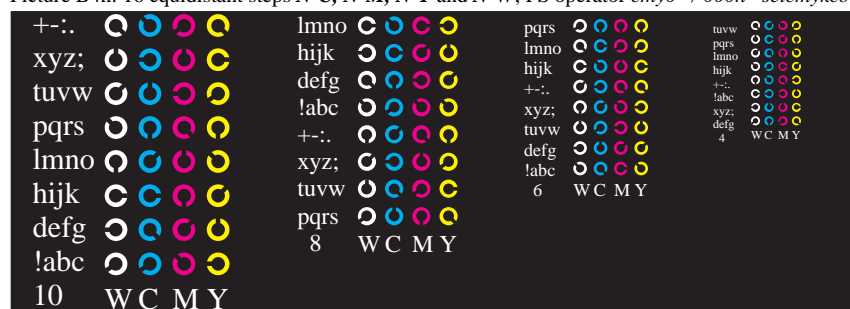 +-:.
xyz;
tuvw
pqrs
lmno
hijk
defg
!abc
10 W C M Y
lmno
hijk
defg
!abc
+-:.
xyz;
tuvw
pqrs
8 W C M Y
pqrs
lmno
hijk
+-:.
xyz;
tuvw
defg
!abc
6 W C M Y
tuvw
pqrs
lmno
hijk
+-:.
!abc
xyz;
defg
4 W C M Y